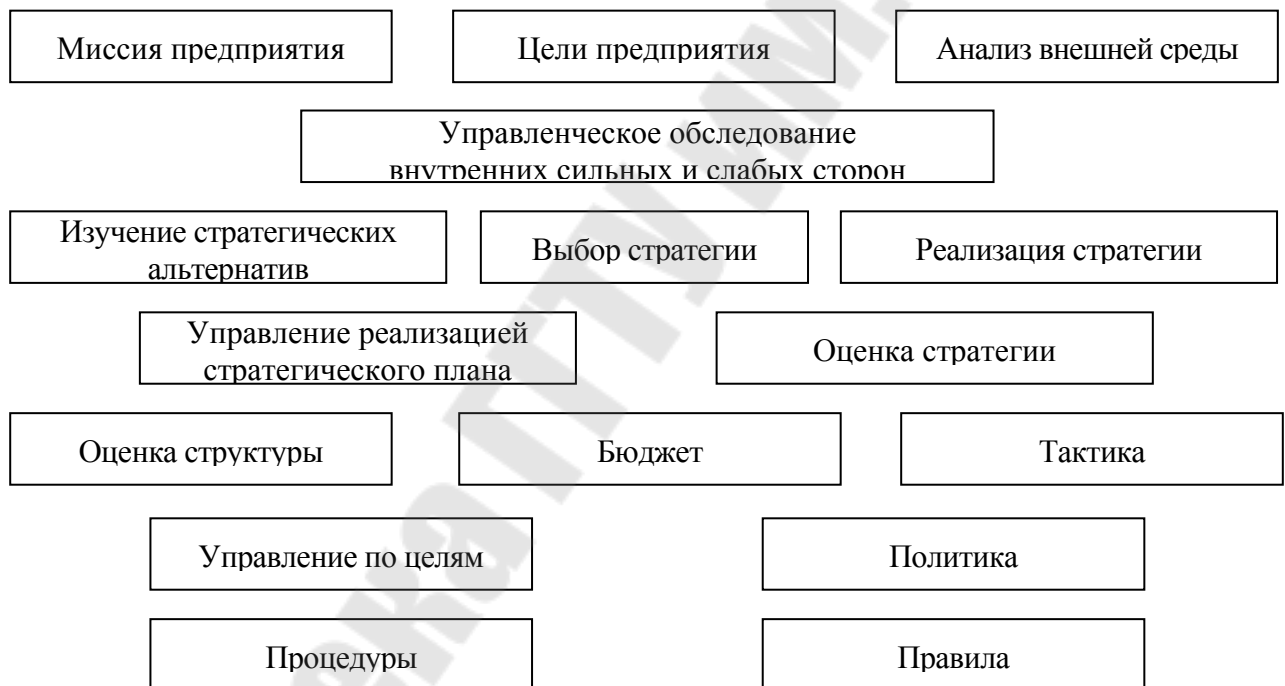 Миссия предприятия
Цели предприятия
Анализ внешней среды
Управленческое обследование
внутренних сильных и слабых сторон
Изучение стратегических
альтернатив
Выбор стратегии
Реализация стратегии
Управление реализацией
стратегического плана
Оценка стратегии
Оценка структуры
Бюджет
Тактика
Управление по целям
Политика
Процедуры
Правила